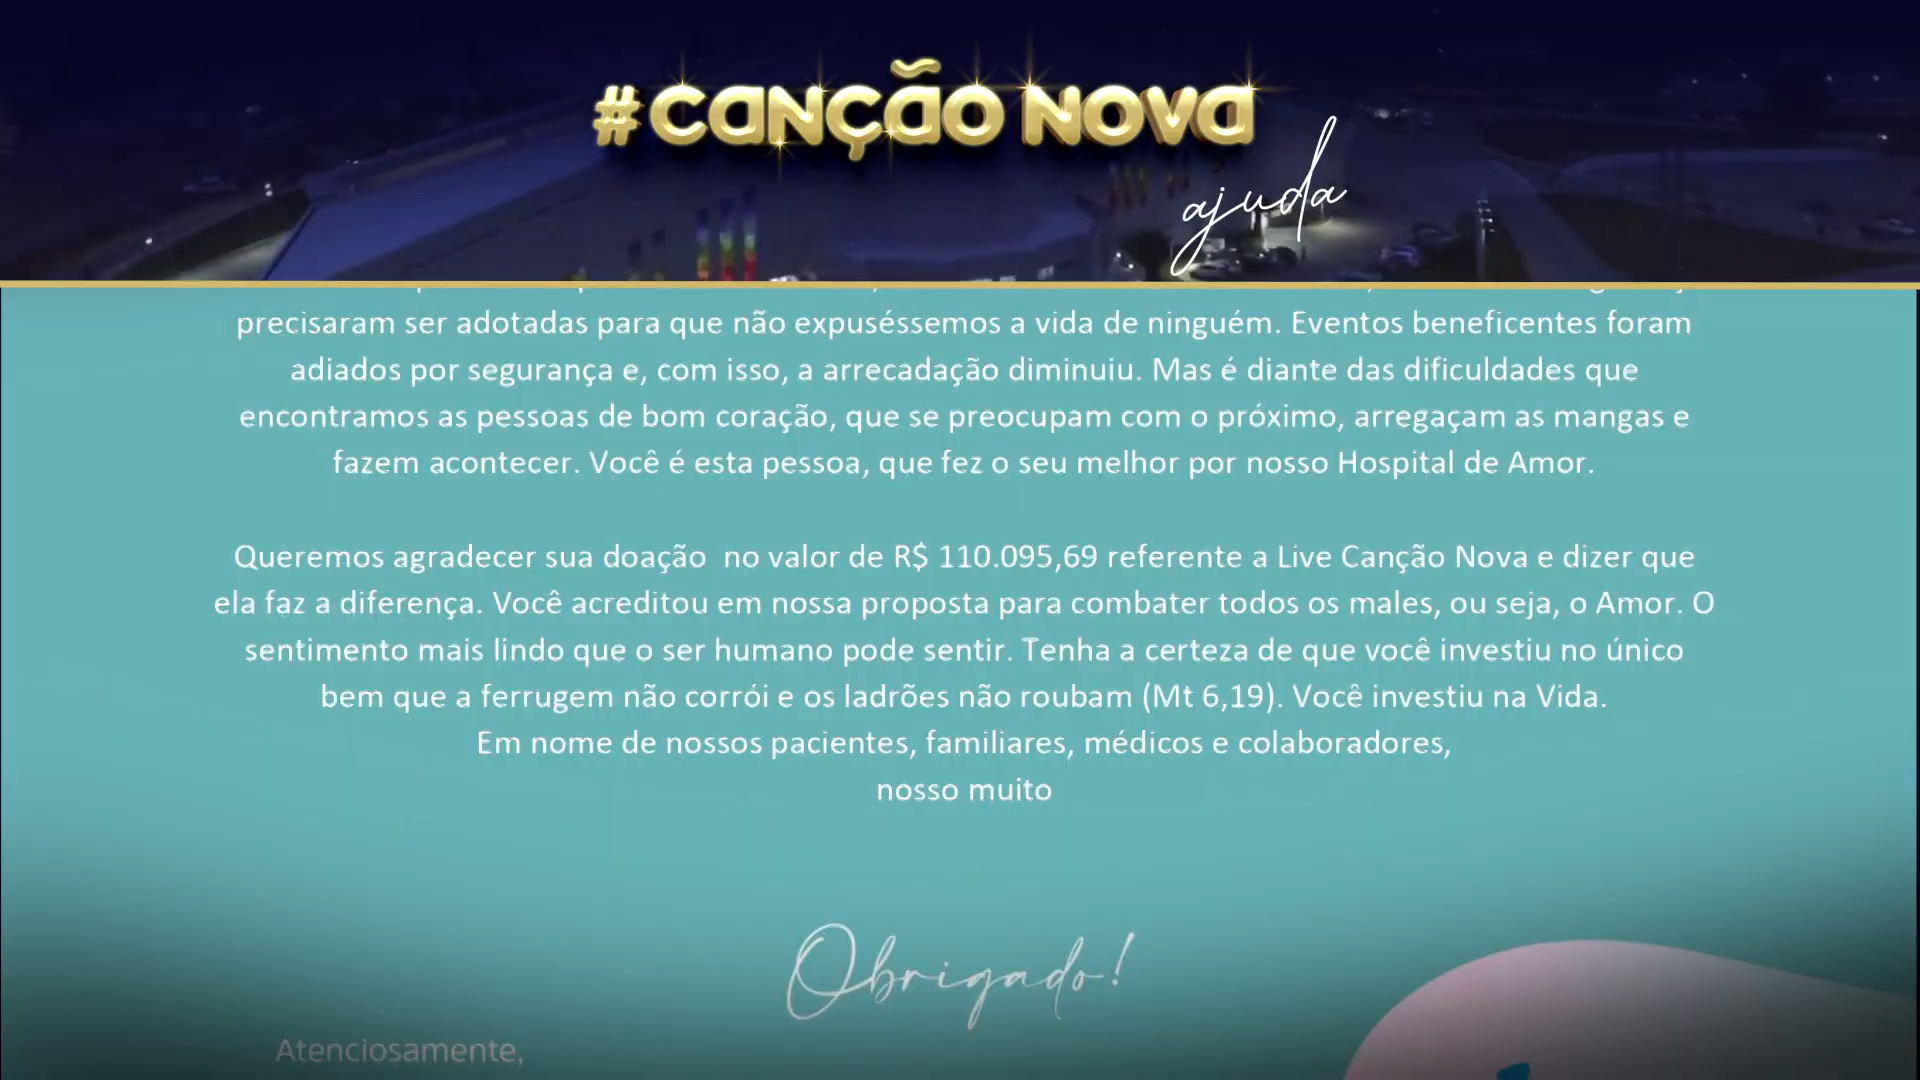 #CANÇÃO NOVA
ajuda
precisaram ser adotadas para que não expuséssemos a vida de ninguém. Eventos beneficentes foram
adiados por segurança e, com isso, a arrecadação diminuiu. Mas é diante das dificuldades que
encontramos as pessoas de bom coração, que se preocupam com o próximo, arregaçam as mangas e
fazem acontecer. Você é esta pessoa, que fez o seu melhor por nosso Hospital de Amor.
Queremos agradecer sua doação  no valor de R$ 110.095,69 referente a Live Canção Nova e dizer que
ela faz a diferença. Você acreditou em nossa proposta para combater todos os males, ou seja, o Amor. O
sentimento mais lindo que o ser humano pode sentir. Tenha a certeza de que você investiu no único
bem que a ferrugem não corrói e os ladrões não roubam (Mt 6,19). Você investiu na Vida.
Em nome de nossos pacientes, familiares, médicos e colaboradores,
nosso muito
Obrigado!
Atenciosamente,